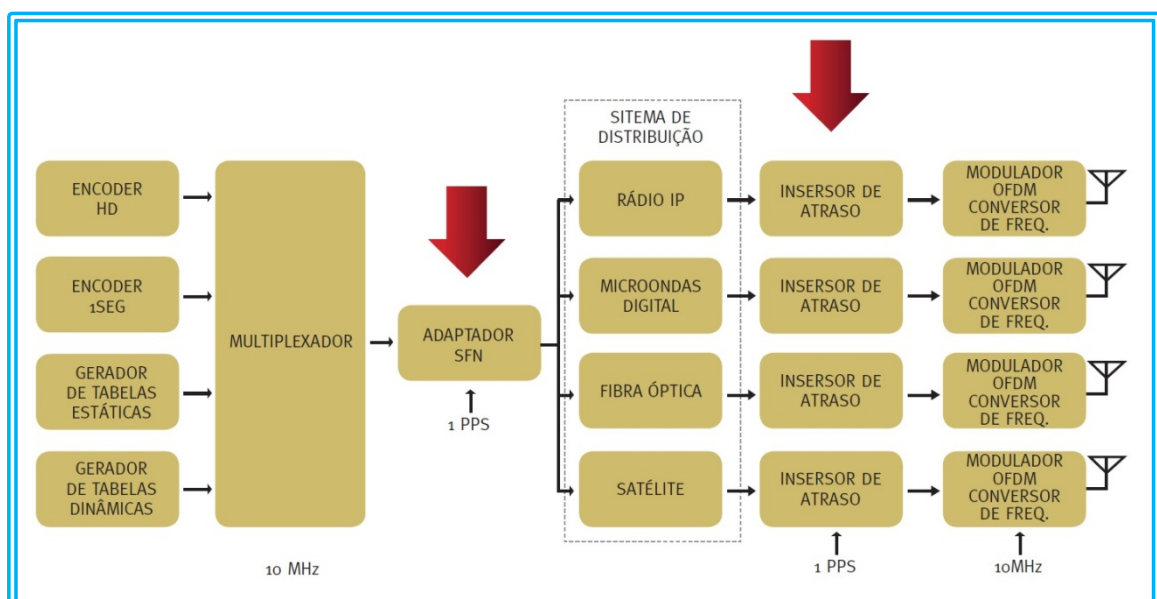 ENCODER
HD
ENCODER
1SEG
GERADOR
DE TABELAS
ESTÁTICAS
GERADOR
DE TABELAS
DINÂMICAS
MULTIPLEXADOR
10 MHz
ADAPTADOR
SFN
1 PPS
SITEMA DE
DISTRIBUIÇÃO
RÁDIO IP
MICROONDAS
DIGITAL
FIBRA ÓPTICA
SATÉLITE
INSERSOR DE
ATRASO
INSERSOR DE
ATRASO
INSERSOR DE
ATRASO
INSERSOR DE
ATRASO
1 PPS
MODULADOR
OFDM
CONVERSOR
DE FREQ.
MODULADOR
OFDM
CONVERSOR
DE FREQ.
MODULADOR
OFDM
CONVERSOR
DE FREQ.
MODULADOR
OFDM
CONVERSOR
DE FREQ.
10MHz